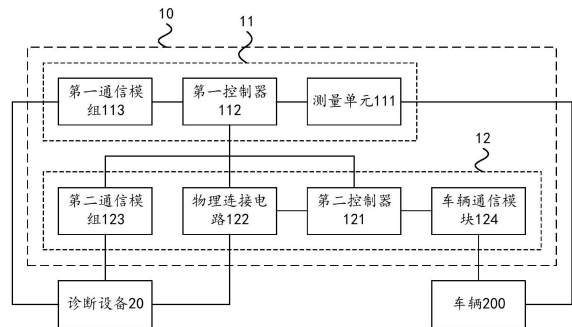 10
11
第一通信模
组113
第一控制器
112
测量单元111
12
第二通信模
组123
物理连接电
路122
第二控制器
121
车辆通信模
块124
诊断设备20
车辆200